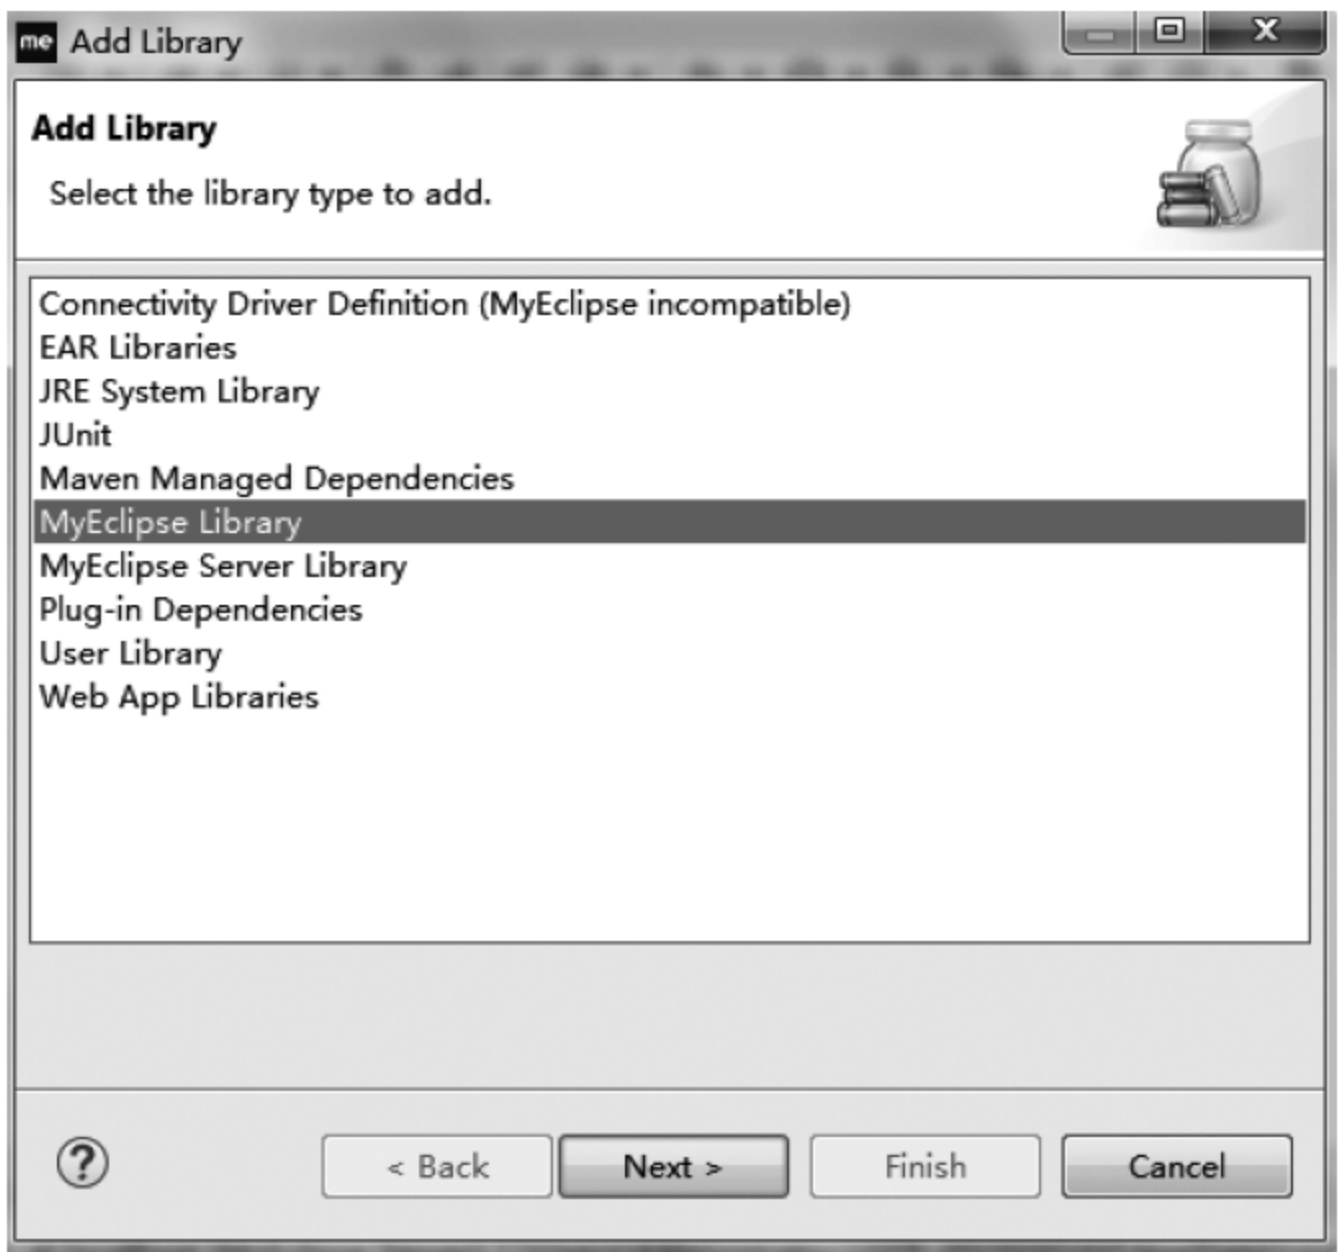 me Add Library
Add Library
Select the library type to add.
Connectivity Driver Definition (MyEclipse incompatible)
EAR Libraries
JRE System Library
JUnit
Maven Managed Dependencies
MyEclipse Library
MyEclipse Server Library
Plug-in Dependencies
User Library
Web App Libraries
? < Back Next > Finish Cancel